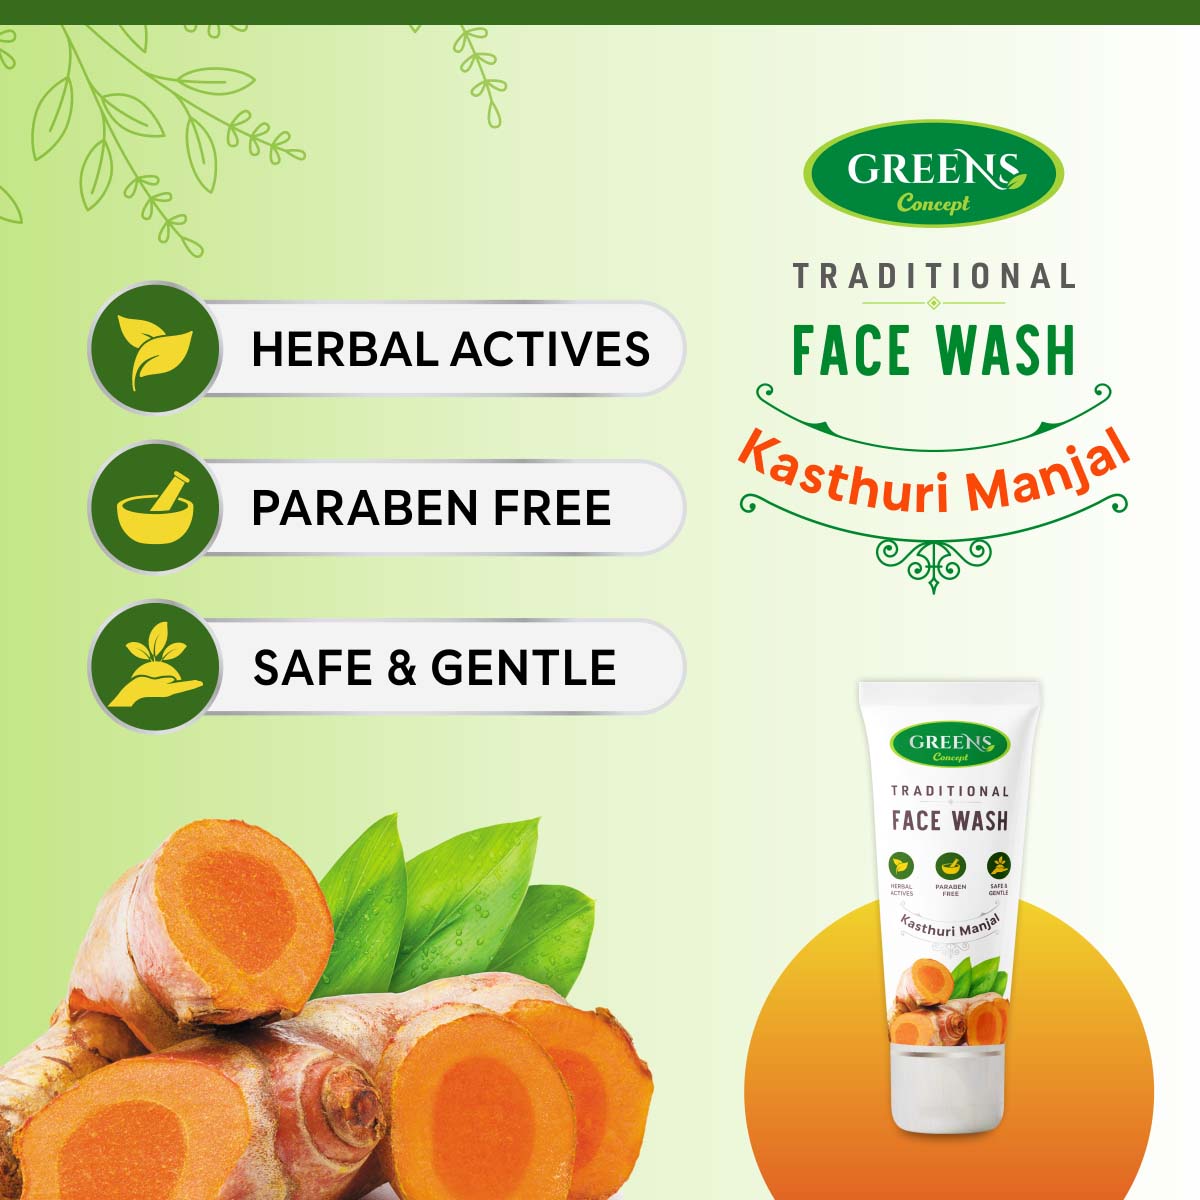 GREENS
Concept
TRADITIONAL
FACE WASH
Kasthuri Manjal
HERBAL ACTIVES
PARABEN FREE
SAFE & GENTLE
GREENS
Concept
TRADITIONAL
FACE WASH
HERBAL
ACTIVES
PARABEN
FREE
SAFE &
GENTLE
Kasthuri Manjal